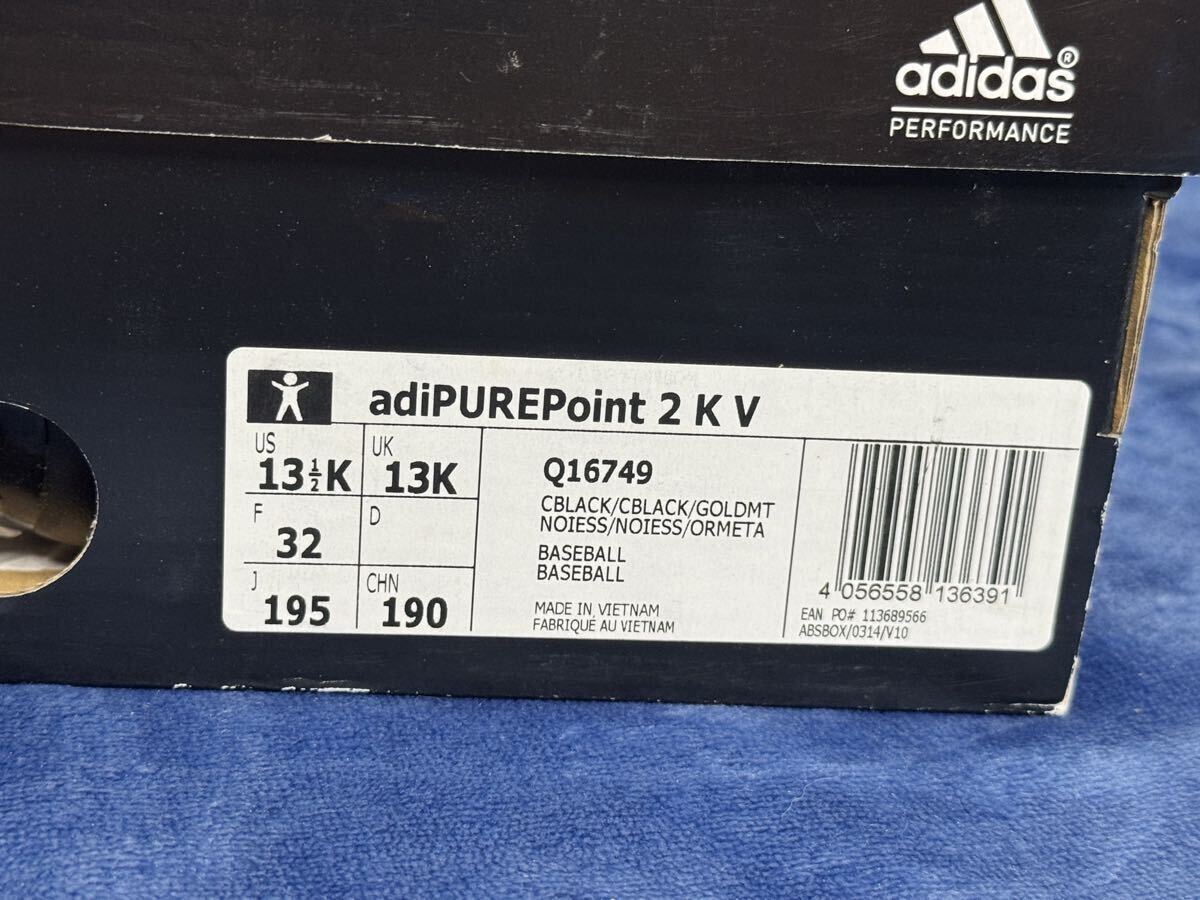 adidas®
PERFORMANCE
adiPUREPoint 2 K V
US 13½K
UK 13K
F 32
D
J 195
CHN 190
Q16749
CBLACK/CBLACK/GOLDMT
NOIESS/NOIESS/ORMETA
BASEBALL
BASEBALL
MADE IN VIETNAM
FABRIQUÉ AU VIETNAM
4 056558 136391
EAN PO# 113689566
ABSBOX/0314/V10